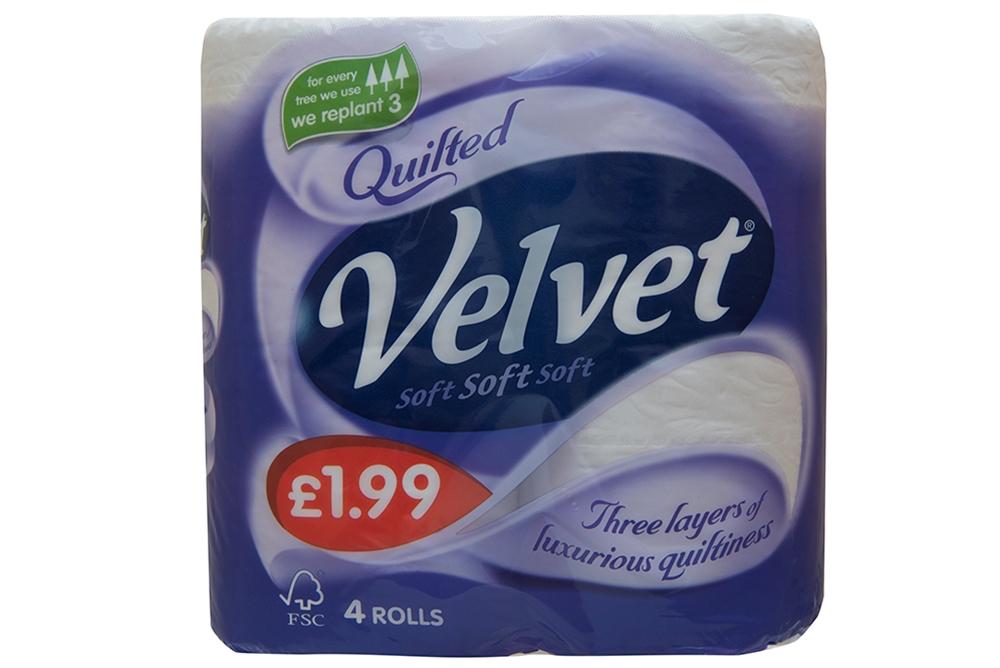 for every
tree we use
we replant 3
Quilted
Velvet®
Soft Soft Soft
£1.99
Three layers of
luxurious quiltiness
FSC
4 ROLLS